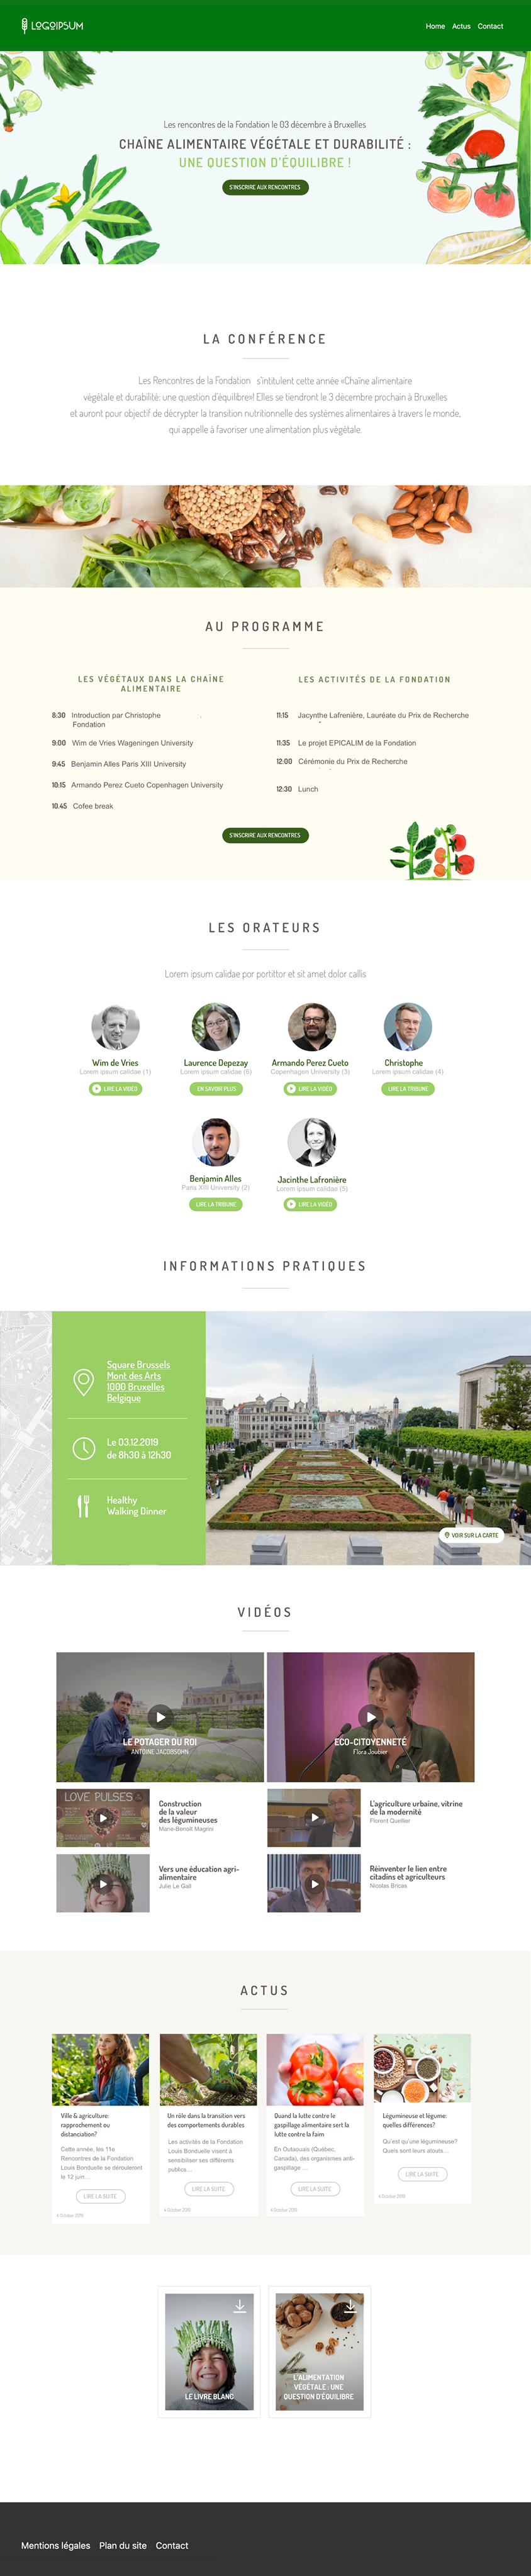 LOGOIPSUM
Home Actus Contact
Les rencontres de la Fondation le 03 décembre à Bruxelles
CHAÎNE ALIMENTAIRE VÉGÉTALE ET DURABILITÉ :
UNE QUESTION D'ÉQUILIBRE !
S'INSCRIRE AUX RENCONTRES
LA CONFÉRENCE
Les Rencontres de la Fondation s'intitulent cette année «Chaîne alimentaire
végétale et durabilité: une question d'équilibre»! Elles se tiendront le 3 décembre prochain à Bruxelles
et auront pour objectif de décrypter la transition nutritionnelle des systèmes alimentaires à travers le monde,
qui appelle à favoriser une alimentation plus végétale.
AU PROGRAMME
LES VÉGÉTAUX DANS LA CHAÎNE
ALIMENTAIRE
8:30 Introduction par Christophe
Fondation
9:00 Wim de Vries Wageningen University
9:45 Benjamin Alles Paris XIII University
10.15 Armando Perez Cueto Copenhagen University
10.45 Cofee break
LES ACTIVITÉS DE LA FONDATION
11:15 Jacynthe Lafrenière, Lauréate du Prix de Recherche
11:35 Le projet EPICALIM de la Fondation
12:00 Cérémonie du Prix de Recherche
12:30 Lunch
S'INSCRIRE AUX RENCONTRES
LES ORATEURS
Lorem ipsum calidae por portittor et sit amet dolor callis
Wim de Vries
Lorem ipsum calidae (1)
LIRE LA VIDÉO
Laurence Depezay
Lorem ipsum calidae (6)
EN SAVOIR PLUS
Armando Perez Cueto
Copenhagen University (3)
LIRE LA VIDÉO
Christophe
Lorem ipsum calidae (4)
LIRE LA TRIBUNE
Benjamin Alles
Paris XIII University (2)
LIRE LA TRIBUNE
Jacinthe Lafronière
Lorem ipsum calidae (5)
LIRE LA VIDÉO
INFORMATIONS PRATIQUES
Square Brussels
Mont des Arts
1000 Bruxelles
Belgique
Le 03.12.2019
de 8h30 à 12h30
Healthy
Walking Dinner
VOIR SUR LA CARTE
VIDÉOS
LE POTAGER DU ROI
ANTOINE JACOBSOHN
ECO-CITOYENNETÉ
Flora Joubier
LOVE PULSES
Construction
de la valeur
des légumineuses
Marie-Benoît Magrini
L'agriculture urbaine, vitrine
de la modernité
Florent Quellier
Vers une éducation agri-
alimentaire
Julie Le Gall
Réinventer le lien entre
citadins et agriculteurs
Nicolas Bricas
ACTUS
Ville & agriculture:
rapprochement ou
distanciation?
Cette année, les 11e
Rencontres de la Fondation
Louis Bonduelle se dérouleront
le 12 juin...
LIRE LA SUITE
4 October 2019
Un rôle dans la transition vers
des comportements durables
Les activités de la Fondation
Louis Bonduelle visent à
sensibiliser ses différents
publics...
LIRE LA SUITE
4 October 2019
Quand la lutte contre le
gaspillage alimentaire sert la
lutte contre la faim
En Outaouais (Québec,
Canada), des organismes anti-
gaspillage ...
LIRE LA SUITE
4 October 2019
Légumineuse et légume:
quelles différences?
Qu'est qu'une légumineuse?
Quels sont leurs atouts...
LIRE LA SUITE
4 October 2019
LE LIVRE BLANC
L'ALIMENTATION
VÉGÉTALE : UNE
QUESTION D'ÉQUILIBRE
Mentions légales Plan du site Contact